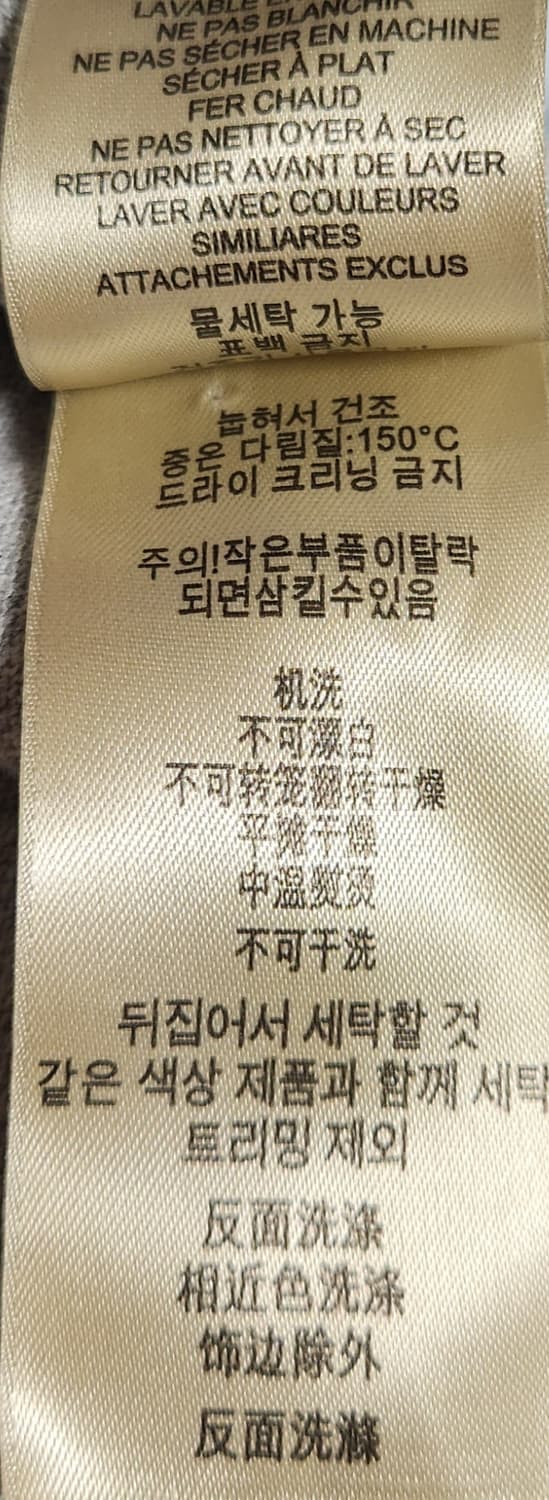 LAVABLE
NE PAS BLANCHIR
NE PAS SÉCHER EN MACHINE
SÉCHER À PLAT
FER CHAUD
NE PAS NETTOYER À SEC
RETOURNER AVANT DE LAVER
LAVER AVEC COULEURS
SIMILIARES
ATTACHEMENTS EXCLUS
물세탁 가능
표백 금지
눕혀서 건조
중온 다림질:150°C
드라이 크리닝 금지
주의!작은부품이탈락
되면삼킬수있음
机洗
不可漂白
不可转笼翻转干燥
平摊干燥
中温熨烫
不可干洗
뒤집어서 세탁할 것
같은 색상 제품과 함께 세탁
트리밍 제외
反面洗涤
相近色洗涤
饰边除外
反面洗滌